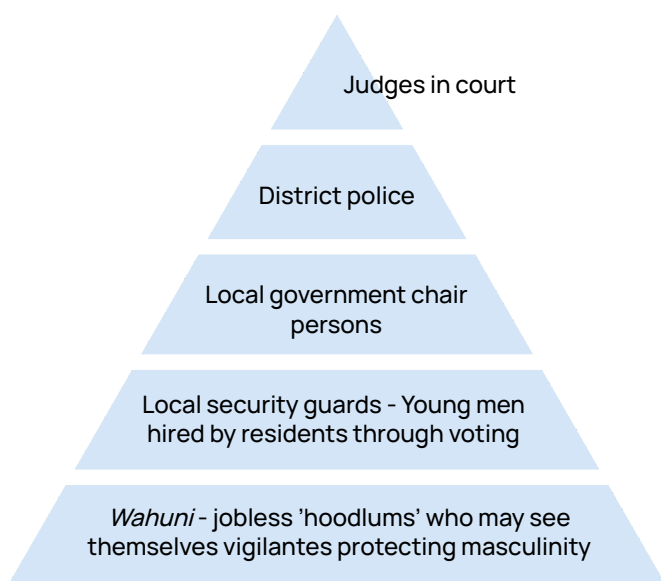 Judges in court
District police
Local government chair
persons
Local security guards - Young men
hired by residents through voting
Wahuni - jobless ’hoodlums’ who may see
themselves vigilantes protecting masculinity